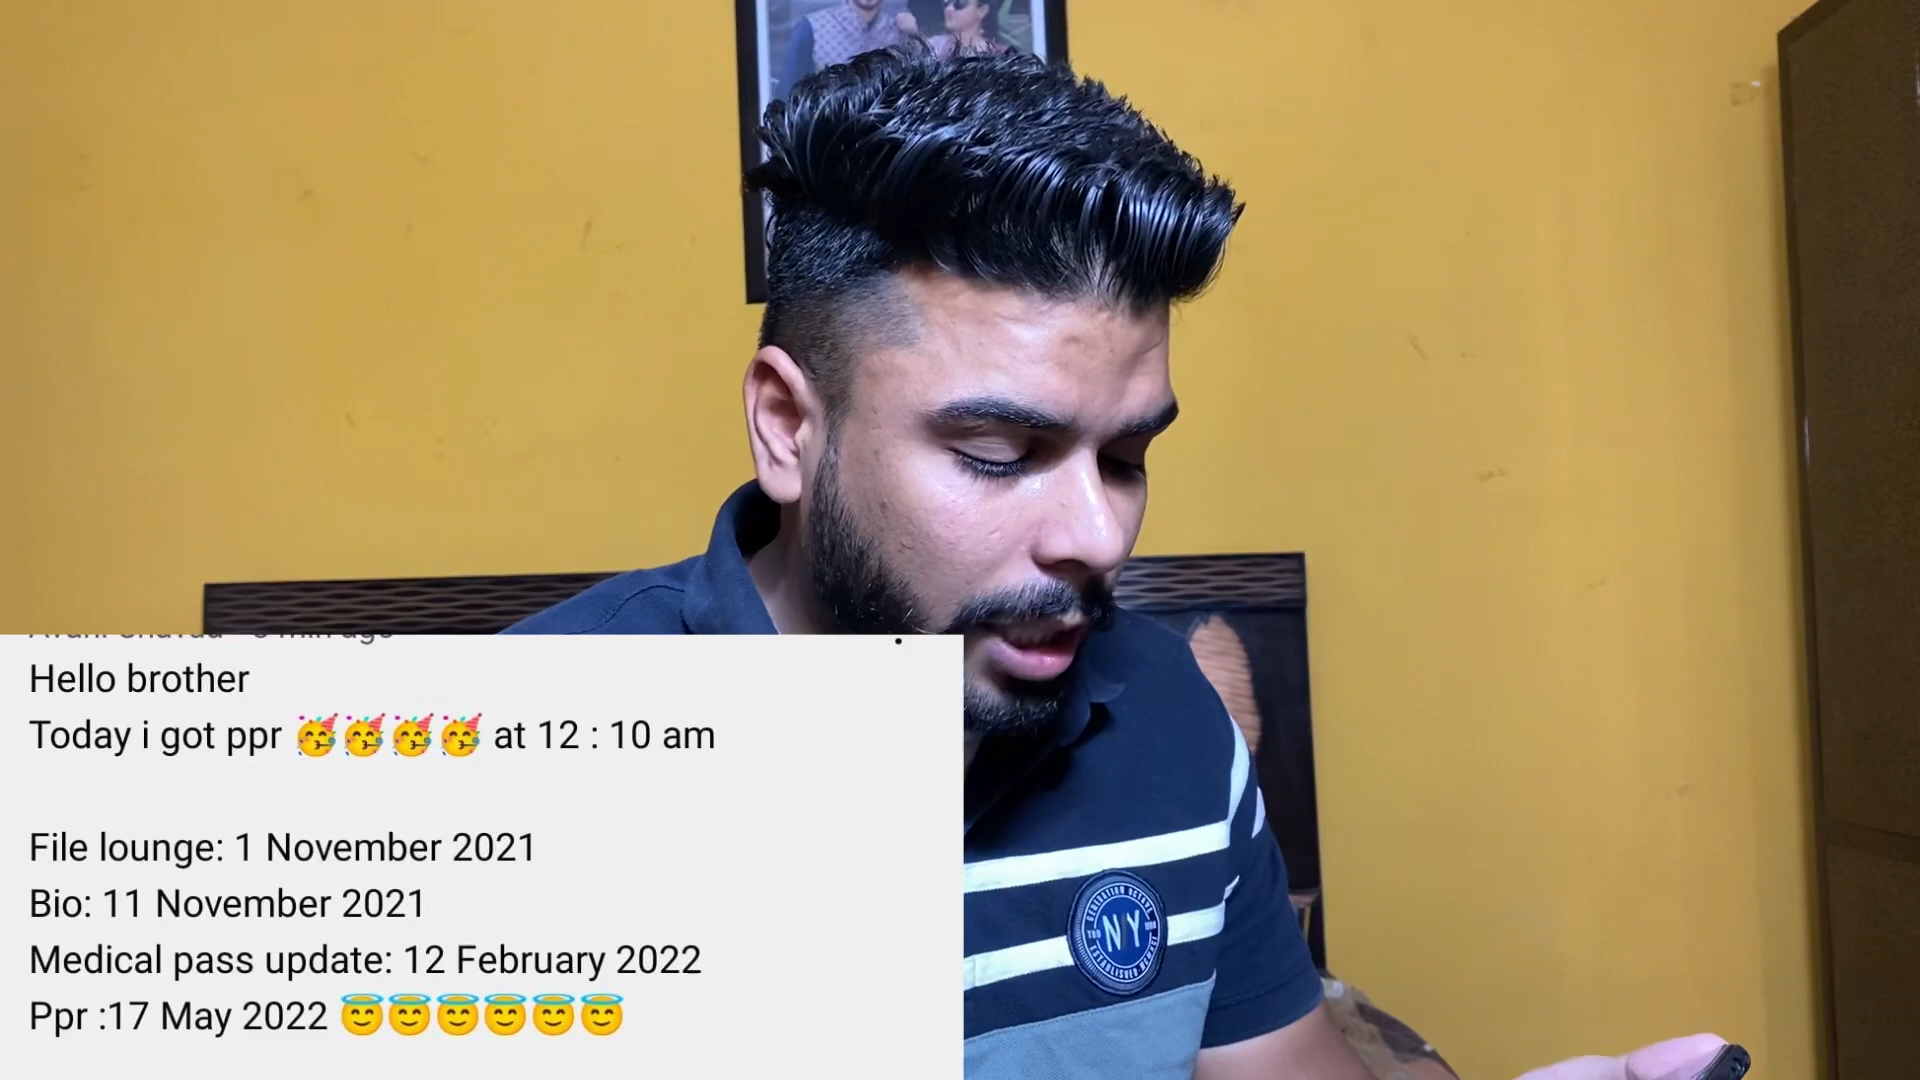 Hello brother
Today i got ppr 🥳🥳🥳🥳 at 12 : 10 am
File lounge: 1 November 2021
Bio: 11 November 2021
Medical pass update: 12 February 2022
Ppr :17 May 2022 😇😇😇😇😇😇
NY